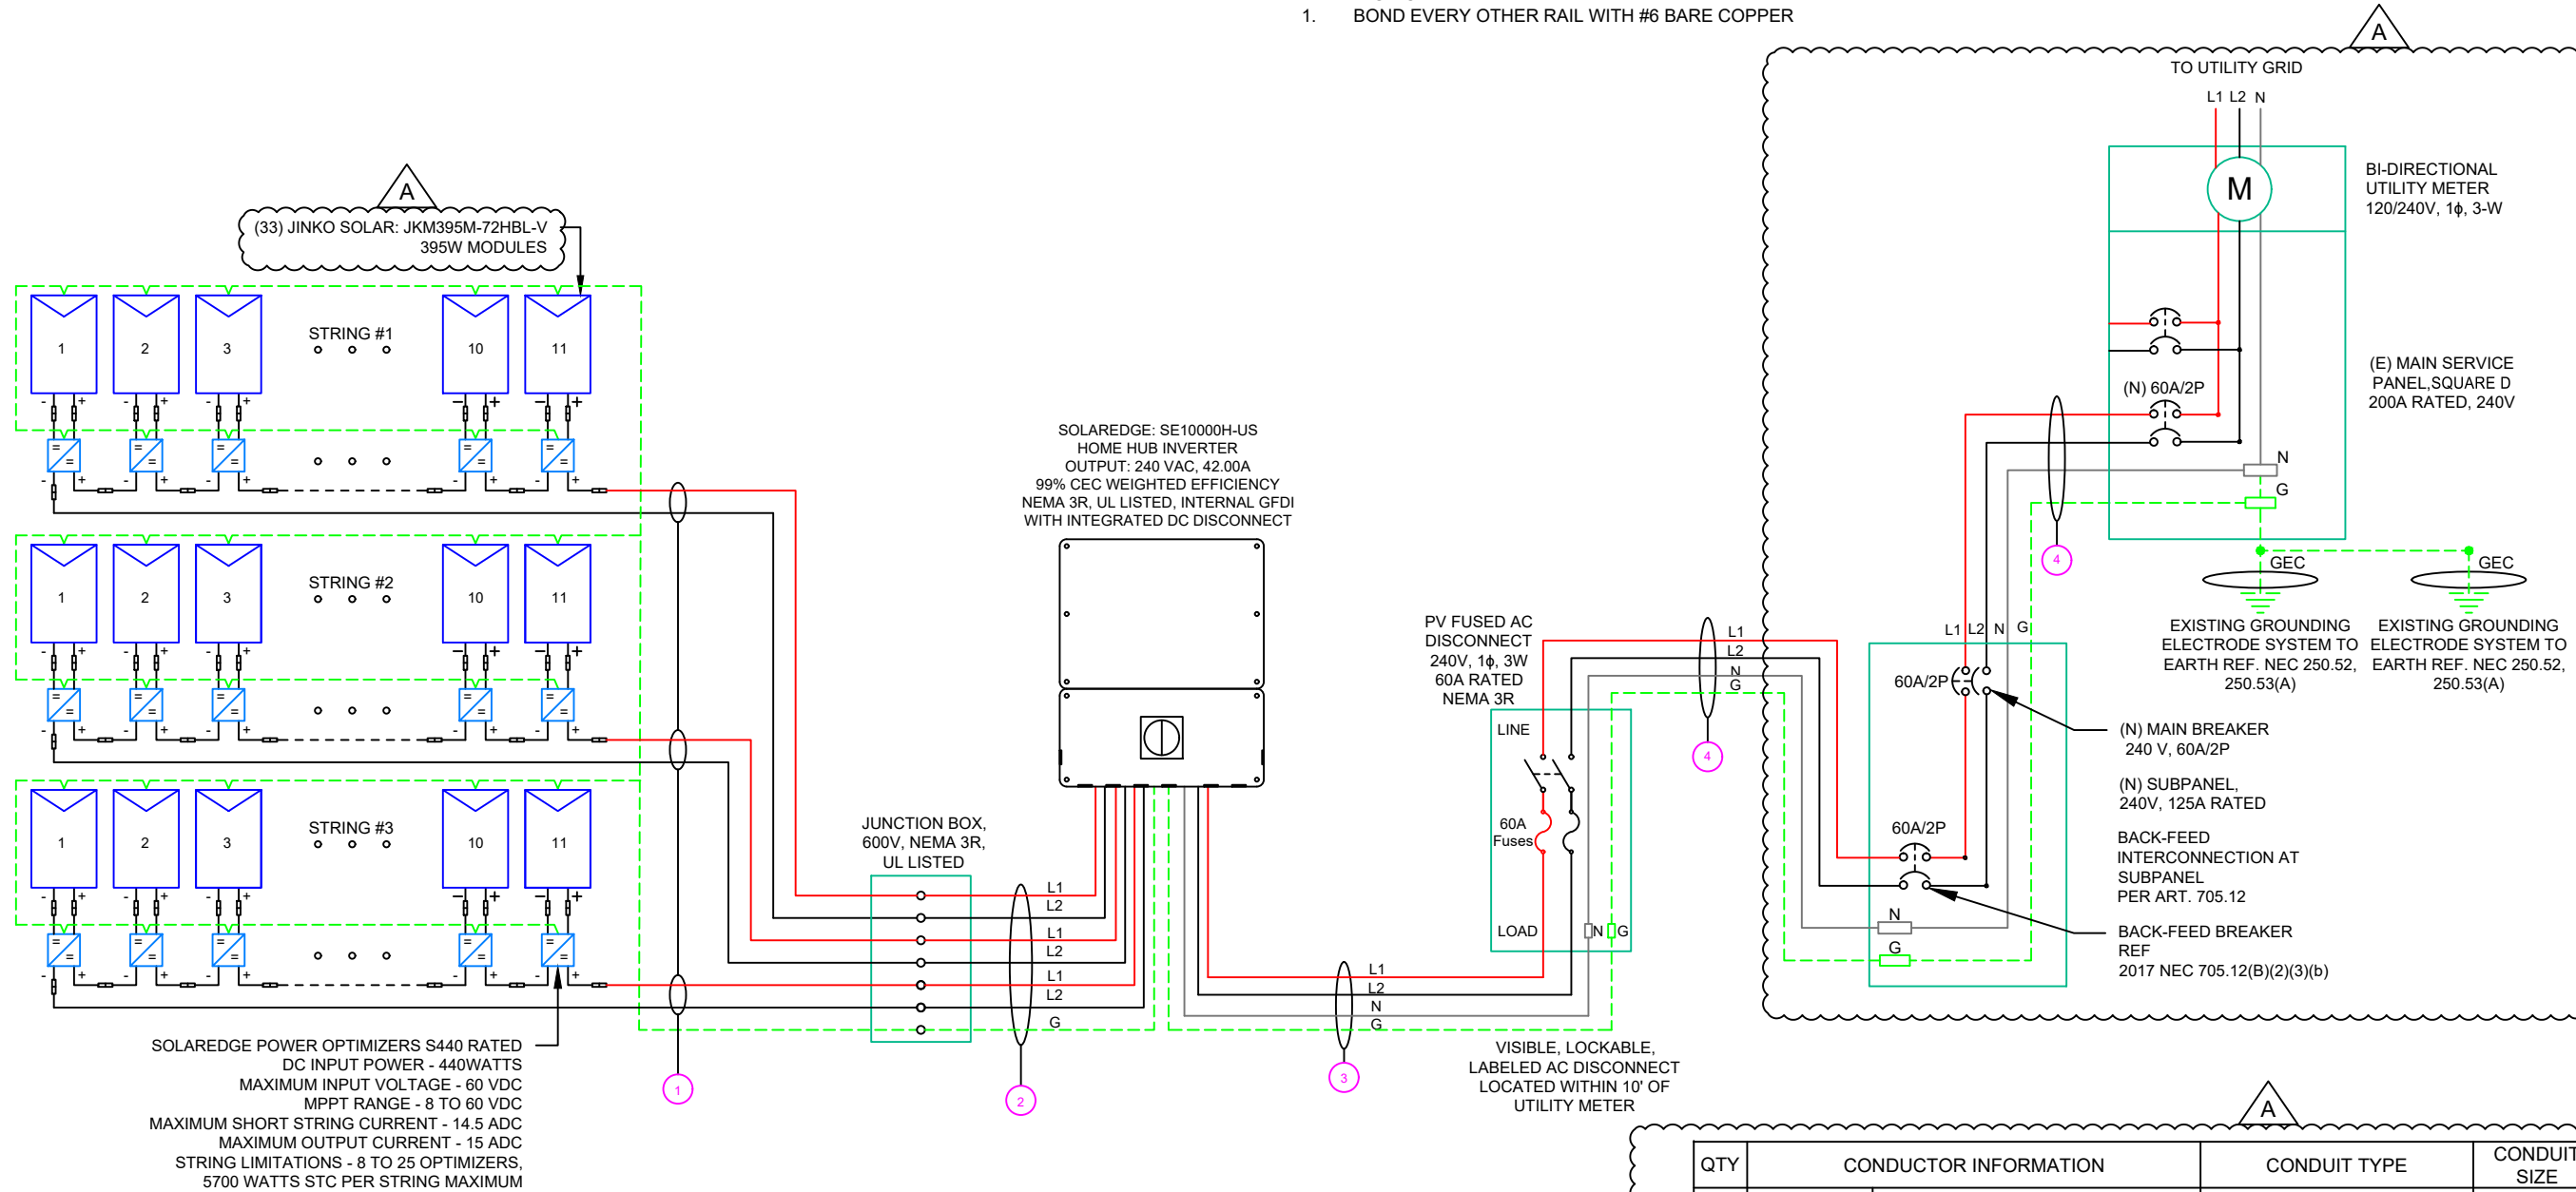 1. BOND EVERY OTHER RAIL WITH #6 BARE COPPER
A
TO UTILITY GRID
L1 L2 N
M
BI-DIRECTIONAL
UTILITY METER
120/240V, 1ϕ, 3-W
A
(33) JINKO SOLAR: JKM395M-72HBL-V
395W MODULES
STRING #1
1 2 3 10 11
- + - + - + - + - +
= = = = = = = = = =
- + - + - + - + - +
STRING #2
1 2 3 10 11
- + - + - + - + - +
= = = = = = = = = =
- + - + - + - + - +
STRING #3
1 2 3 10 11
- + - + - + - + - +
= = = = = = = = = =
- + - + - + - + - +
SOLAREDGE POWER OPTIMIZERS S440 RATED
DC INPUT POWER - 440WATTS
MAXIMUM INPUT VOLTAGE - 60 VDC
MPPT RANGE - 8 TO 60 VDC
MAXIMUM SHORT STRING CURRENT - 14.5 ADC
MAXIMUM OUTPUT CURRENT - 15 ADC
STRING LIMITATIONS - 8 TO 25 OPTIMIZERS,
5700 WATTS STC PER STRING MAXIMUM
1
JUNCTION BOX,
600V, NEMA 3R,
UL LISTED
L1
L2
L1
L2
L1
L2
G
2
SOLAREDGE: SE10000H-US
HOME HUB INVERTER
OUTPUT: 240 VAC, 42.00A
99% CEC WEIGHTED EFFICIENCY
NEMA 3R, UL LISTED, INTERNAL GFDI
WITH INTEGRATED DC DISCONNECT
L1
L2
N
G
3
PV FUSED AC
DISCONNECT
240V, 1ϕ, 3W
60A RATED
NEMA 3R
LINE
60A
Fuses
LOAD
N G
VISIBLE, LOCKABLE,
LABELED AC DISCONNECT
LOCATED WITHIN 10' OF
UTILITY METER
L1
L2
N
G
4
(N) 60A/2P
(E) MAIN SERVICE
PANEL,SQUARE D
200A RATED, 240V
N
G
4
GEC
GEC
EXISTING GROUNDING
ELECTRODE SYSTEM TO
EARTH REF. NEC 250.52,
250.53(A)
EXISTING GROUNDING
ELECTRODE SYSTEM TO
EARTH REF. NEC 250.52,
250.53(A)
L1 L2 N G
60A/2P
60A/2P
N
G
(N) MAIN BREAKER
240 V, 60A/2P
(N) SUBPANEL,
240V, 125A RATED
BACK-FEED
INTERCONNECTION AT
SUBPANEL
PER ART. 705.12
BACK-FEED BREAKER
REF
2017 NEC 705.12(B)(2)(3)(b)
A
QTY CONDUCTOR INFORMATION CONDUIT TYPE CONDUIT
SIZE